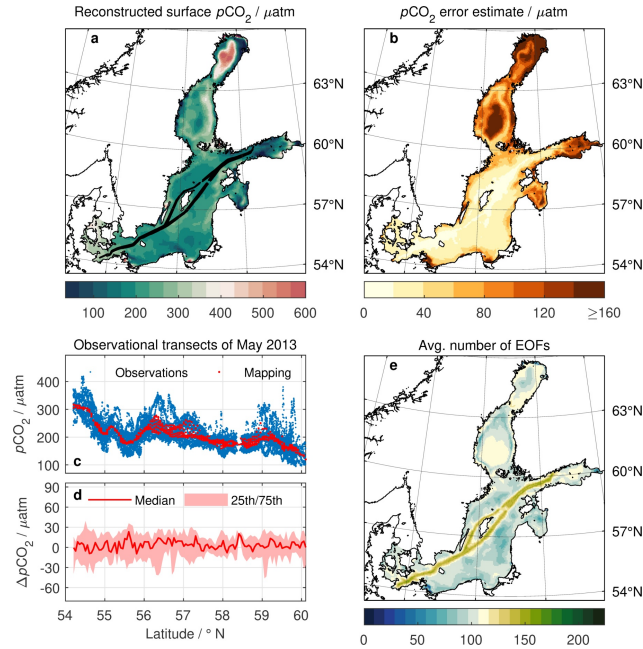 Reconstructed surface pCO2 / µatm
a
63°N
60°N
57°N
54°N
100 200 300 400 500 600
pCO2 error estimate / µatm
b
63°N
60°N
57°N
54°N
0 40 80 120 ≥160
Observational transects of May 2013
Observations Mapping
400
300
200
100
pCO2
c
d
Median 25th/75th
90
60
30
0
-30
-60
ΔpCO2 / µatm
54 55 56 57 58 59 60
Latitude / ° N
Avg. number of EOFs
e
63°N
60°N
57°N
54°N
0 50 100 150 200